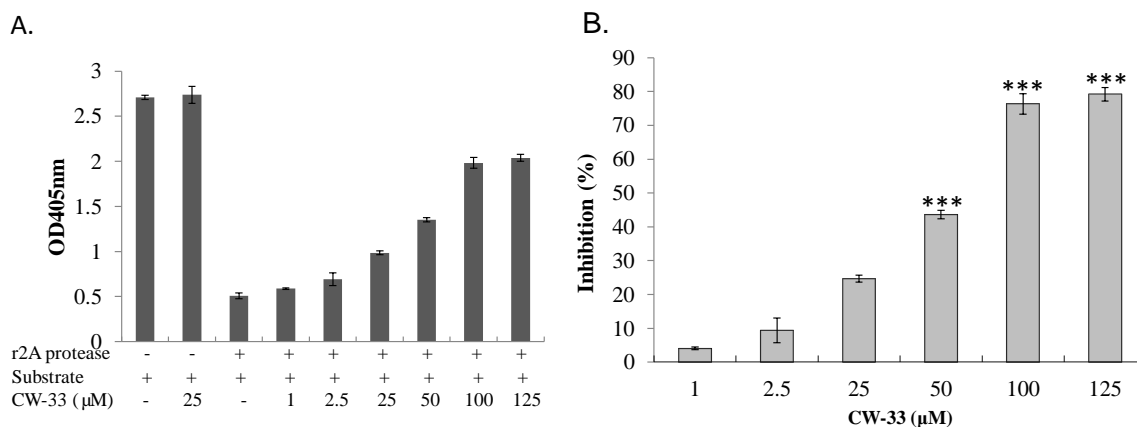 A.
3
2.5
2
1.5
1
0.5
0
OD405nm
r2A protease - - + + + + + + +
Substrate + + + + + + + + +
CW-33 (µM) - 25 - 1 2.5 25 50 100 125
B.
90
80
70
60
50
40
30
20
10
0
Inhibition (%)
***
***
***
1 2.5 25 50 100 125
CW-33 (µM)